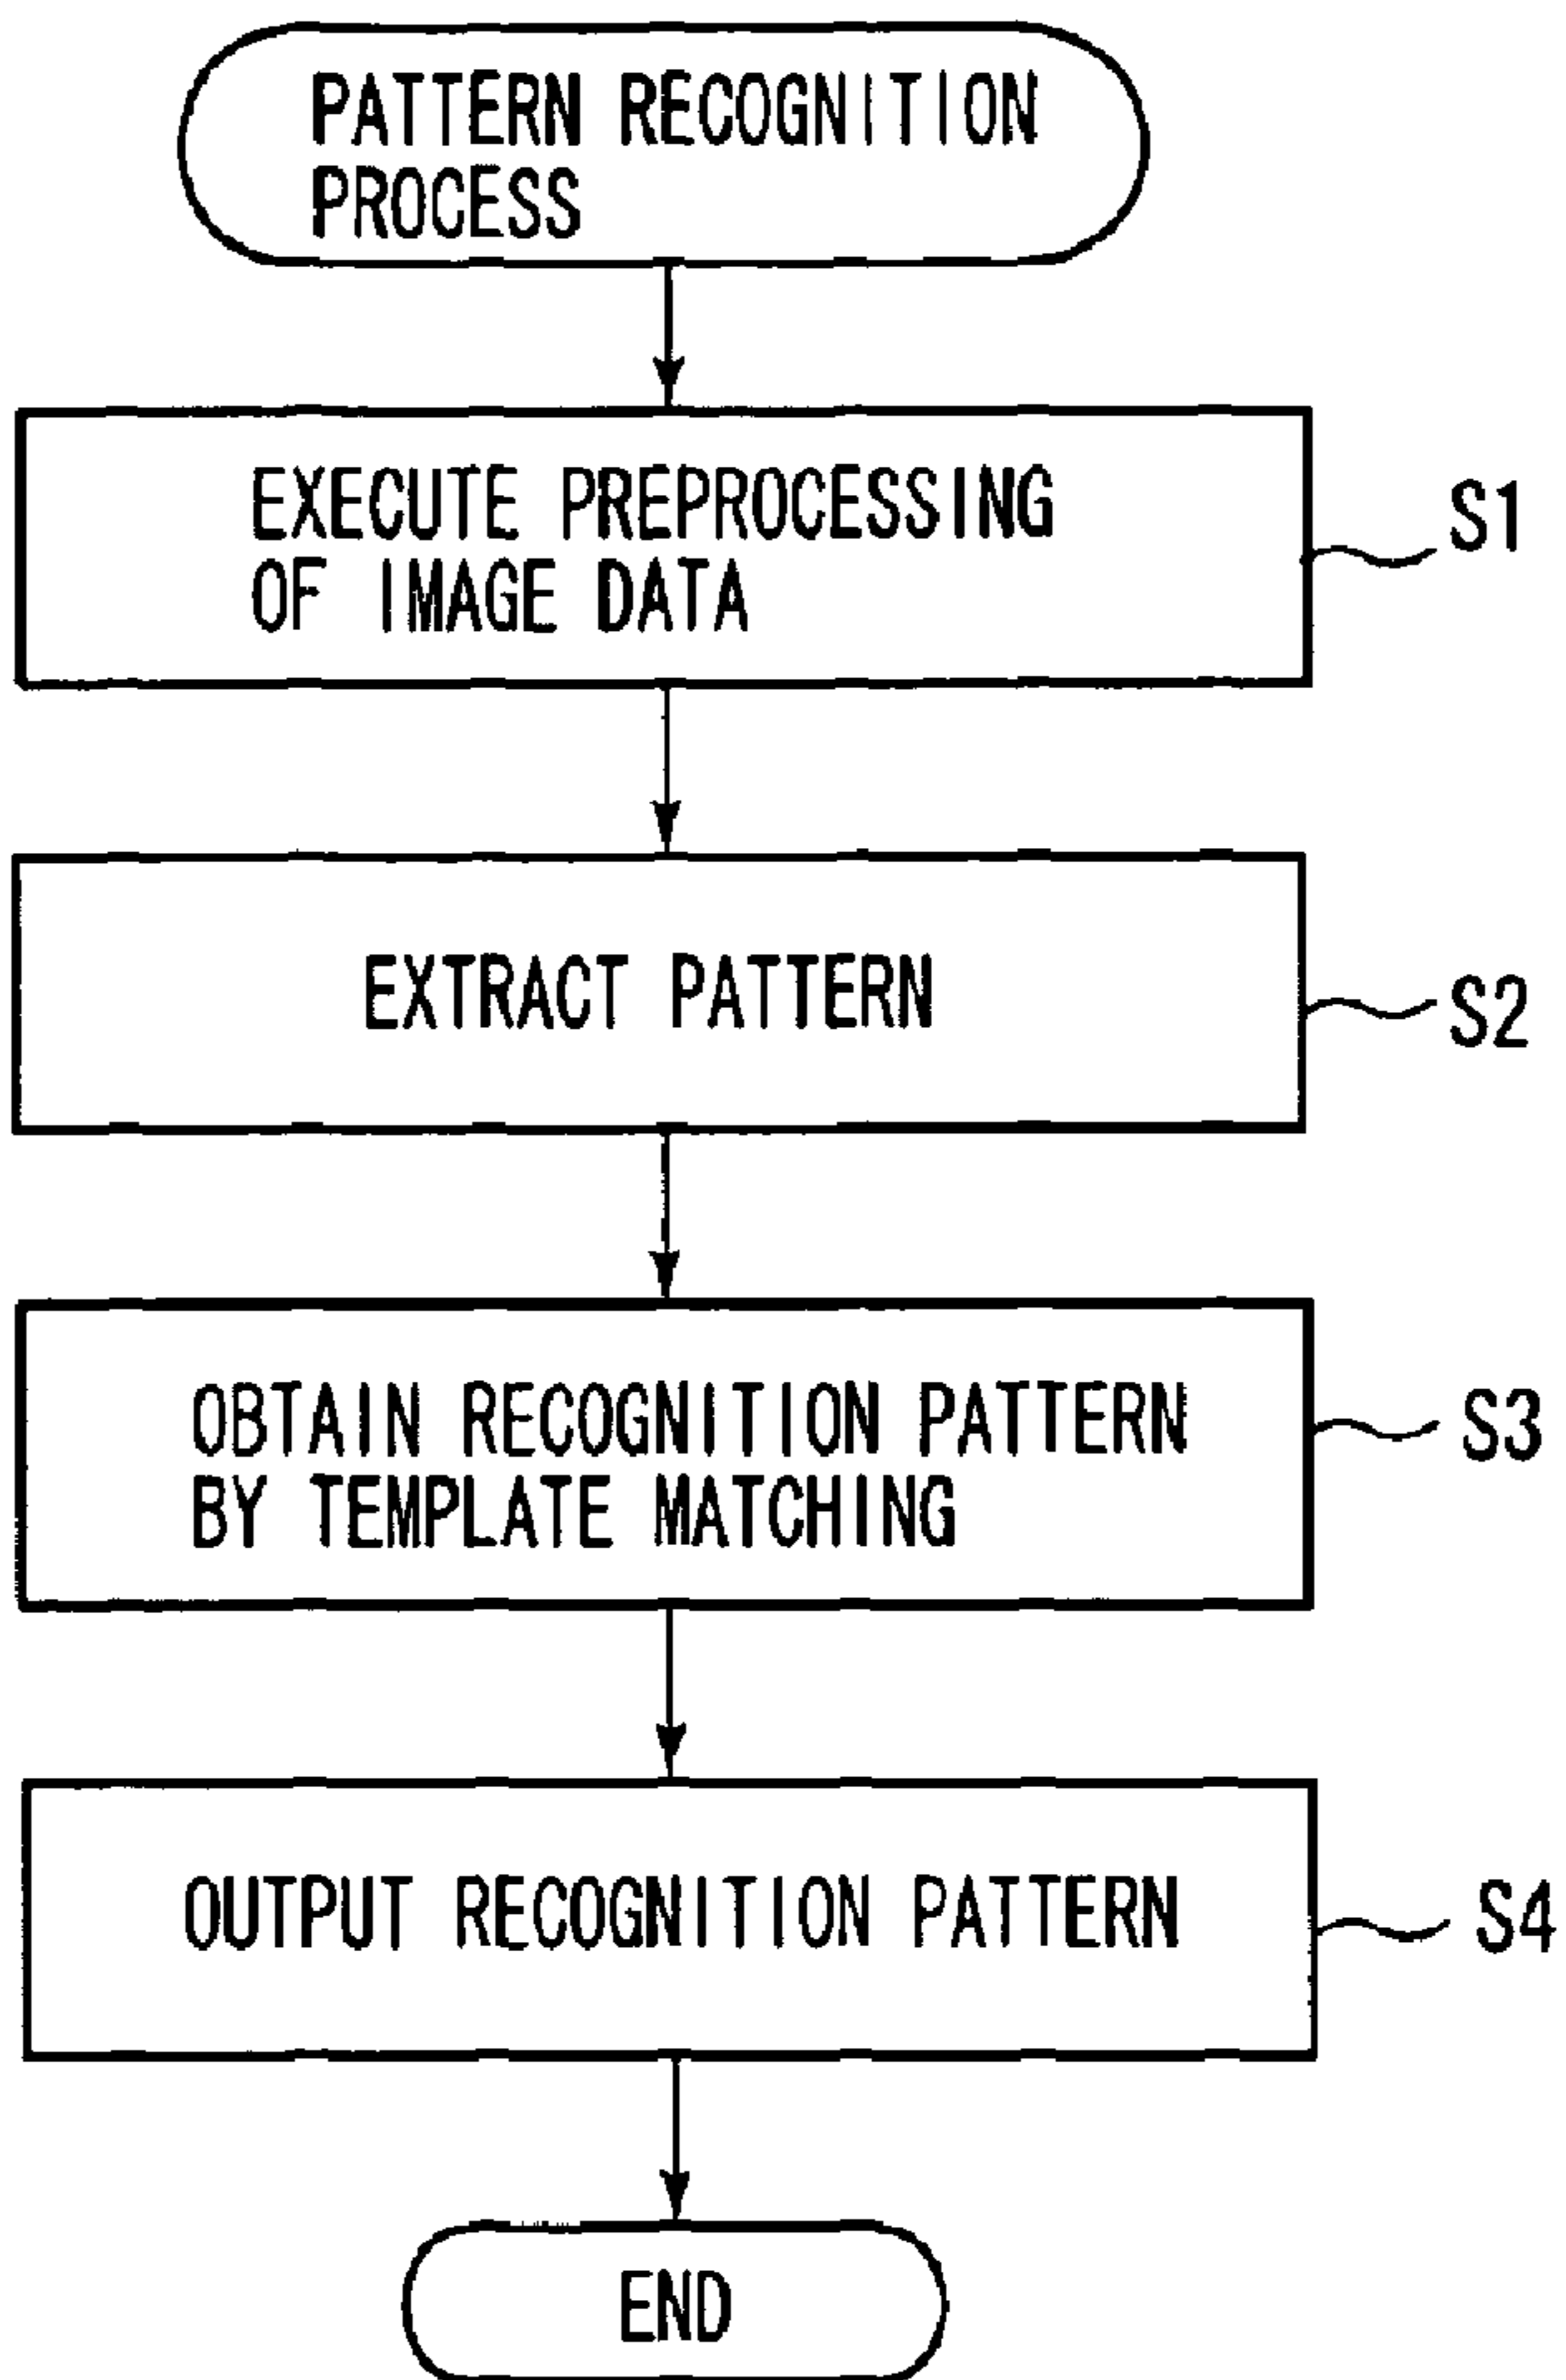 PATTERN RECOGNITION
PROCESS
EXECUTE PREPROCESSING
OF IMAGE DATA
S1
EXTRACT PATTERN
S2
OBTAIN RECOGNITION PATTERN
BY TEMPLATE MATCHING
S3
OUTPUT RECOGNITION PATTERN
S4
END